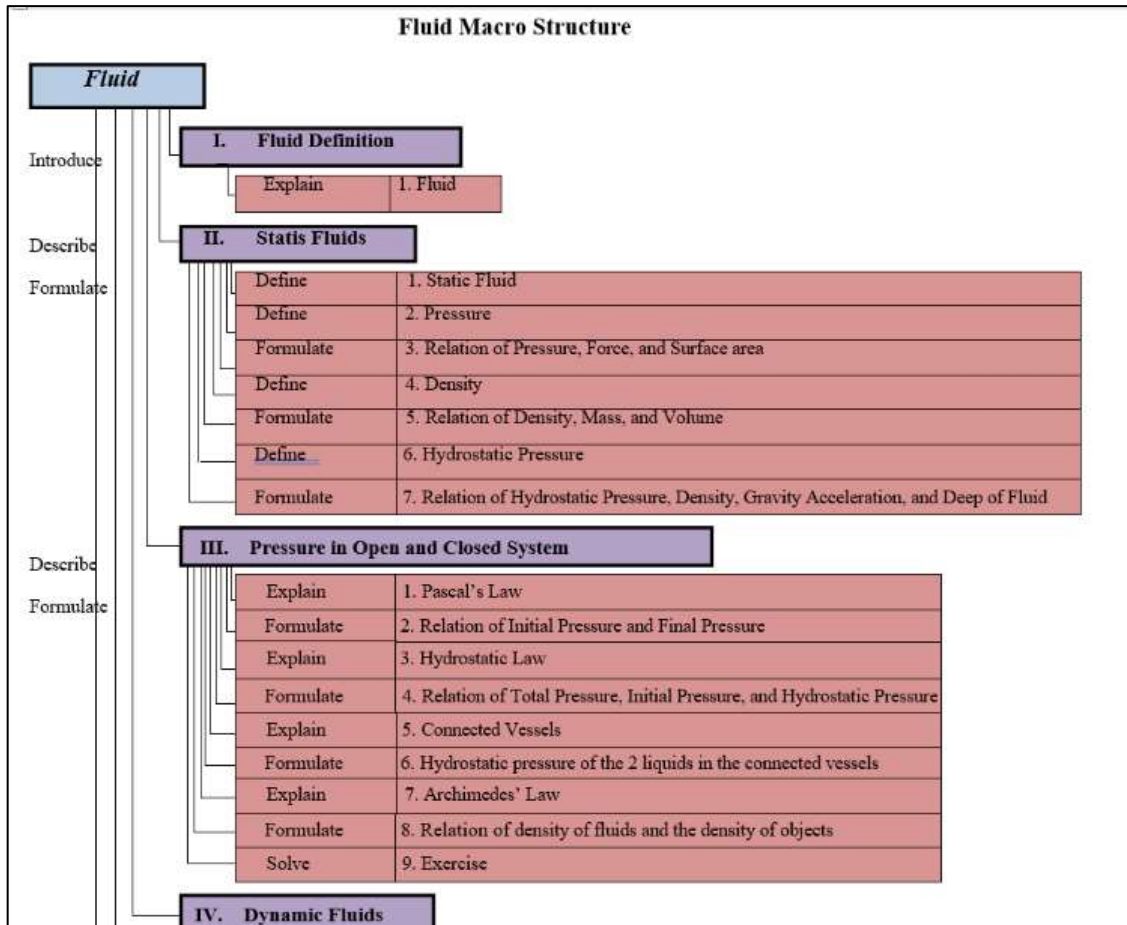 Fluid Macro Structure
Fluid
I. Fluid Definition
Introduce
Explain 1. Fluid
II. Statis Fluids
Describe
Formulate
Define 1. Static Fluid
Define 2. Pressure
Formulate 3. Relation of Pressure, Force, and Surface area
Define 4. Density
Formulate 5. Relation of Density, Mass, and Volume
Define 6. Hydrostatic Pressure
Formulate 7. Relation of Hydrostatic Pressure, Density, Gravity Acceleration, and Deep of Fluid
III. Pressure in Open and Closed System
Describe
Formulate
Explain 1. Pascal’s Law
Formulate 2. Relation of Initial Pressure and Final Pressure
Explain 3. Hydrostatic Law
Formulate 4. Relation of Total Pressure, Initial Pressure, and Hydrostatic Pressure
Explain 5. Connected Vessels
Formulate 6. Hydrostatic pressure of the 2 liquids in the connected vessels
Explain 7. Archimedes’ Law
Formulate 8. Relation of density of fluids and the density of objects
Solve 9. Exercise
IV. Dynamic Fluids